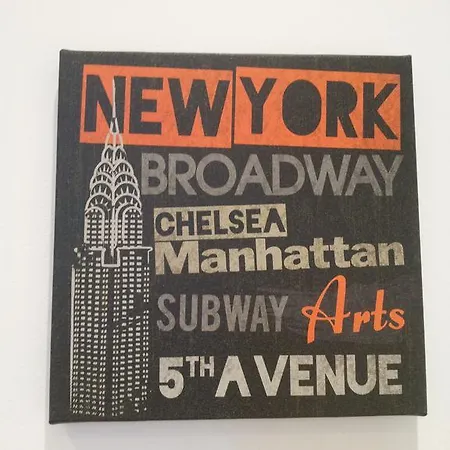 NEW YORK
BROADWAY
CHELSEA
Manhattan
SUBWAY Arts
5TH AVENUE